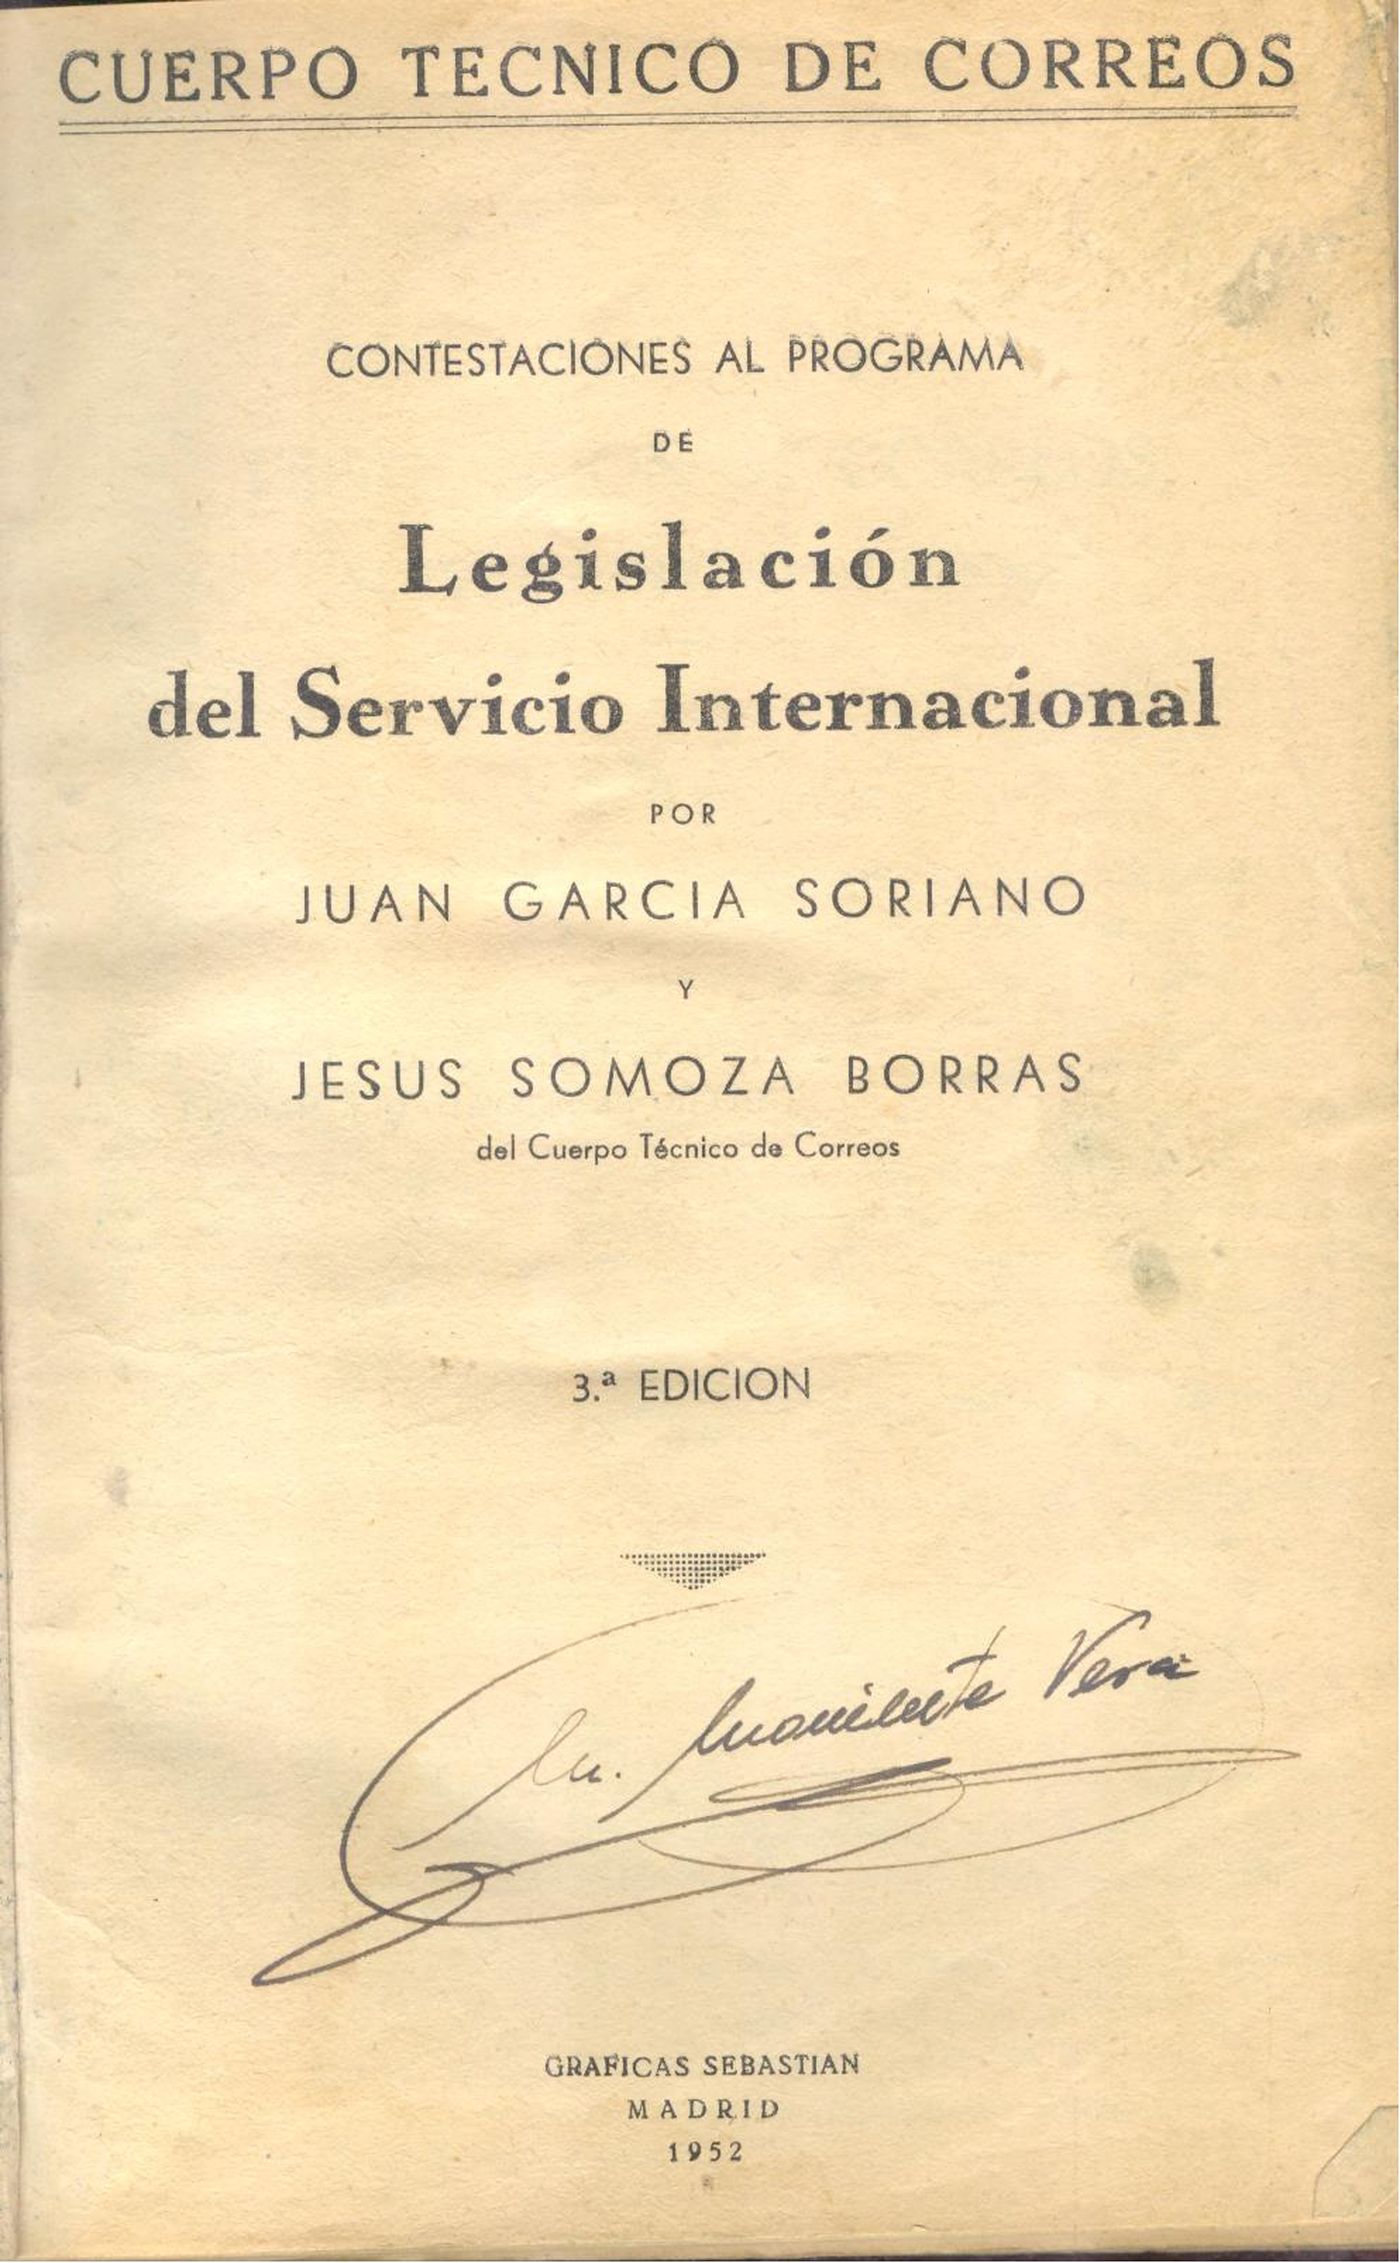 CUERPO TECNICO DE CORREOS
CONTESTACIONES AL PROGRAMA
DE
Legislación
del Servicio Internacional
POR
JUAN GARCIA SORIANO
Y
JESUS SOMOZA BORRAS
del Cuerpo Técnico de Correos
3.ª EDICION
Vera
GRAFICAS SEBASTIAN
MADRID
1952